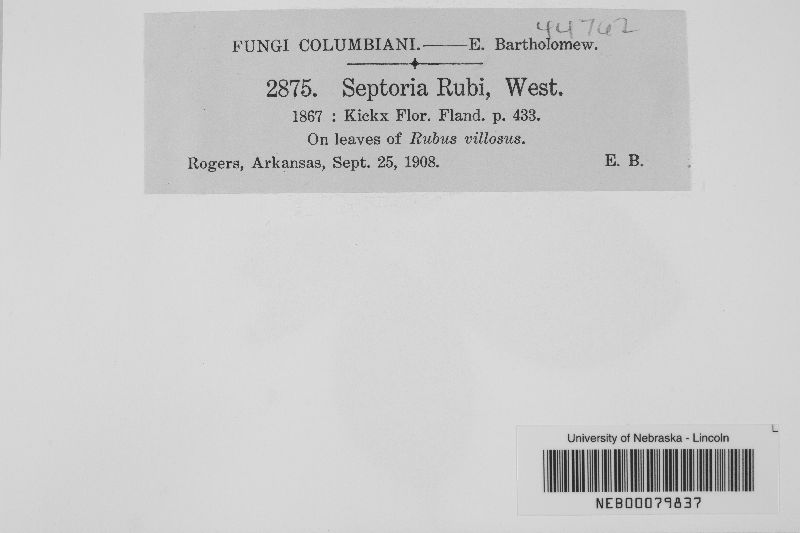 44762
FUNGI COLUMBIANI.——E. Bartholomew.
2875. Septoria Rubi, West.
1867 : Kickx Flor. Fland. p. 433.
On leaves of Rubus villosus.
Rogers, Arkansas, Sept. 25, 1908. E. B.
University of Nebraska - Lincoln
NEB00079837